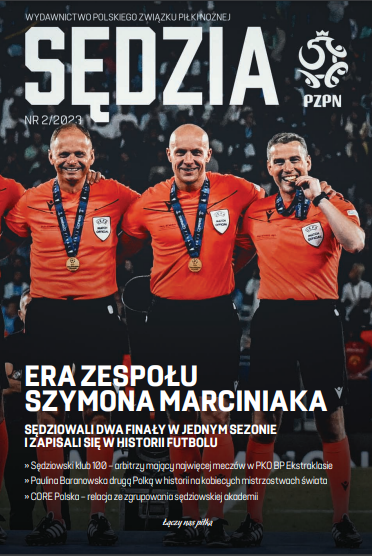 WYDAWNICTWO POLSKIEGO ZWIĄZKU PIŁKI NOŻNEJ
SĘDZIA
PZPN
NR 2/2023
ERA ZESPOŁU
SZYMONA MARCINIAKA
SĘDZIOWALI DWA FINAŁY W JEDNYM SEZONIE
I ZAPISALI SIĘ W HISTORII FUTBOLU
» Sędziowski klub 100 – arbitrzy mający najwięcej meczów w PKO BP Ekstraklasie
» Paulina Baranowska drugą Polką w historii na kobiecych mistrzostwach świata
» CORE Polska – relacja ze zgrupowania sędziowskiej akademii
Łączy nas piłka